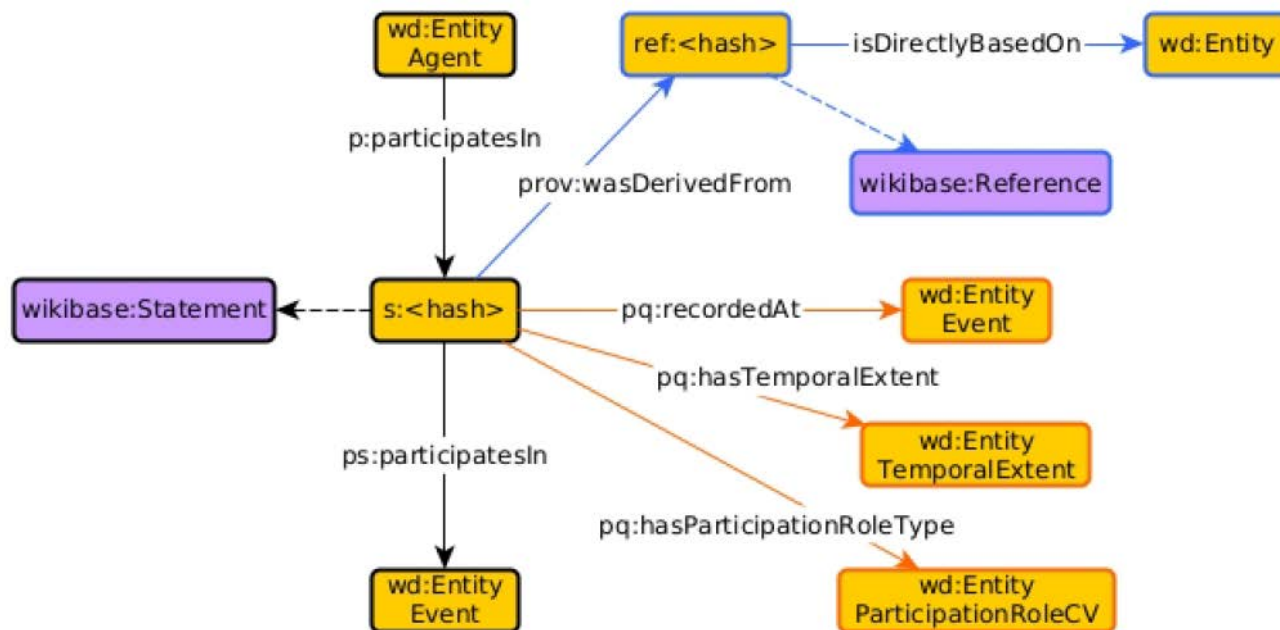 wd:Entity
Agent
ref:<hash>
isDirectlyBasedOn
wd:Entity
p:participatesIn
prov:wasDerivedFrom
wikibase:Reference
wikibase:Statement
s:<hash>
pq:recordedAt
wd:Entity
Event
pq:hasTemporalExtent
ps:participatesIn
wd:Entity
TemporalExtent
pq:hasParticipationRoleType
wd:Entity
Event
wd:Entity
ParticipationRoleCV